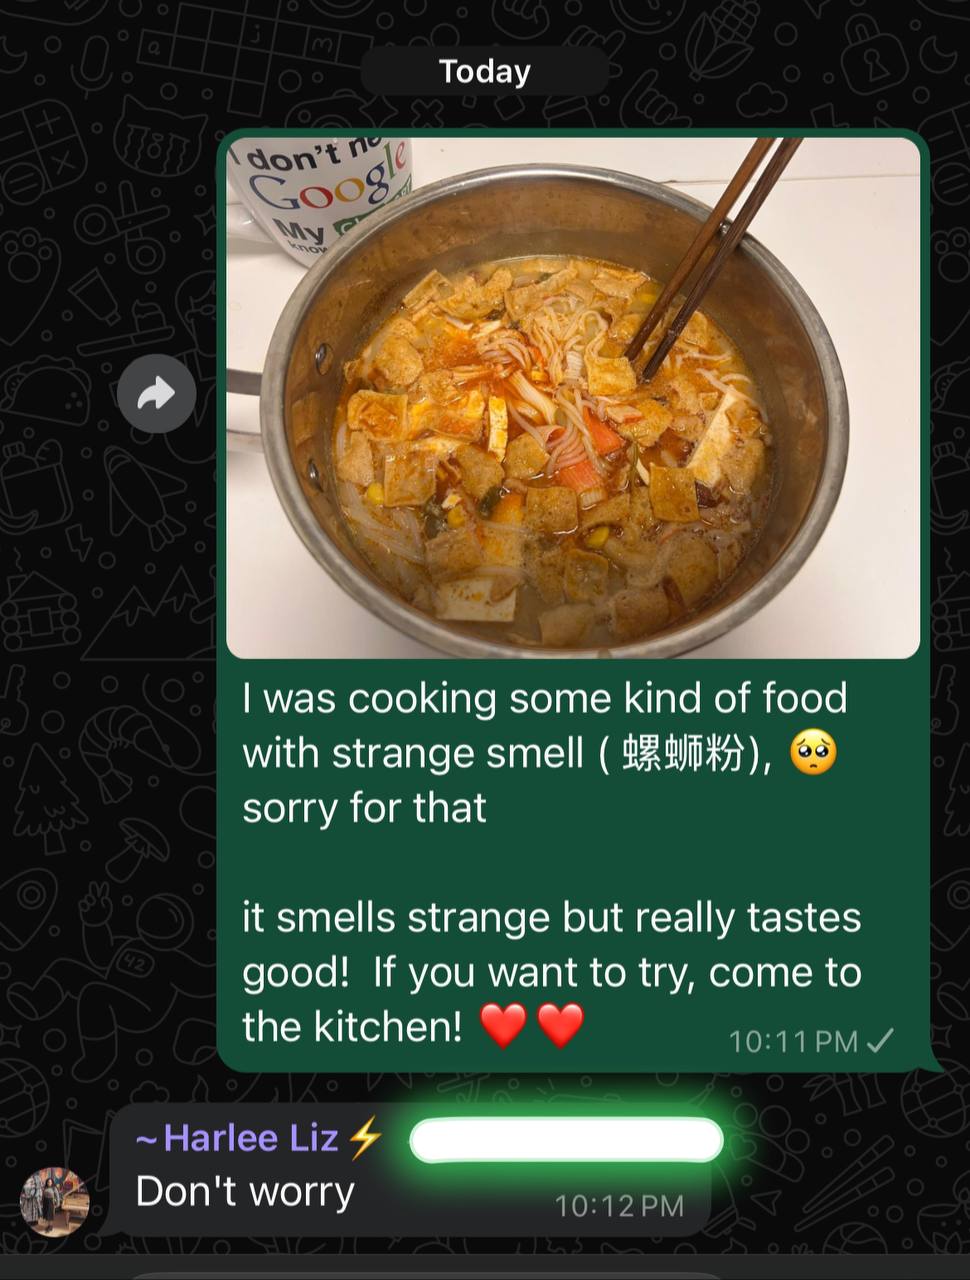 Today
don't ne
Google
My
know
I was cooking some kind of food
with strange smell ( 螺蛳粉), 🥺
sorry for that
it smells strange but really tastes
good!  If you want to try, come to
the kitchen! ❤️❤️
10:11 PM
~Harlee Liz⚡
Don't worry
10:12 PM